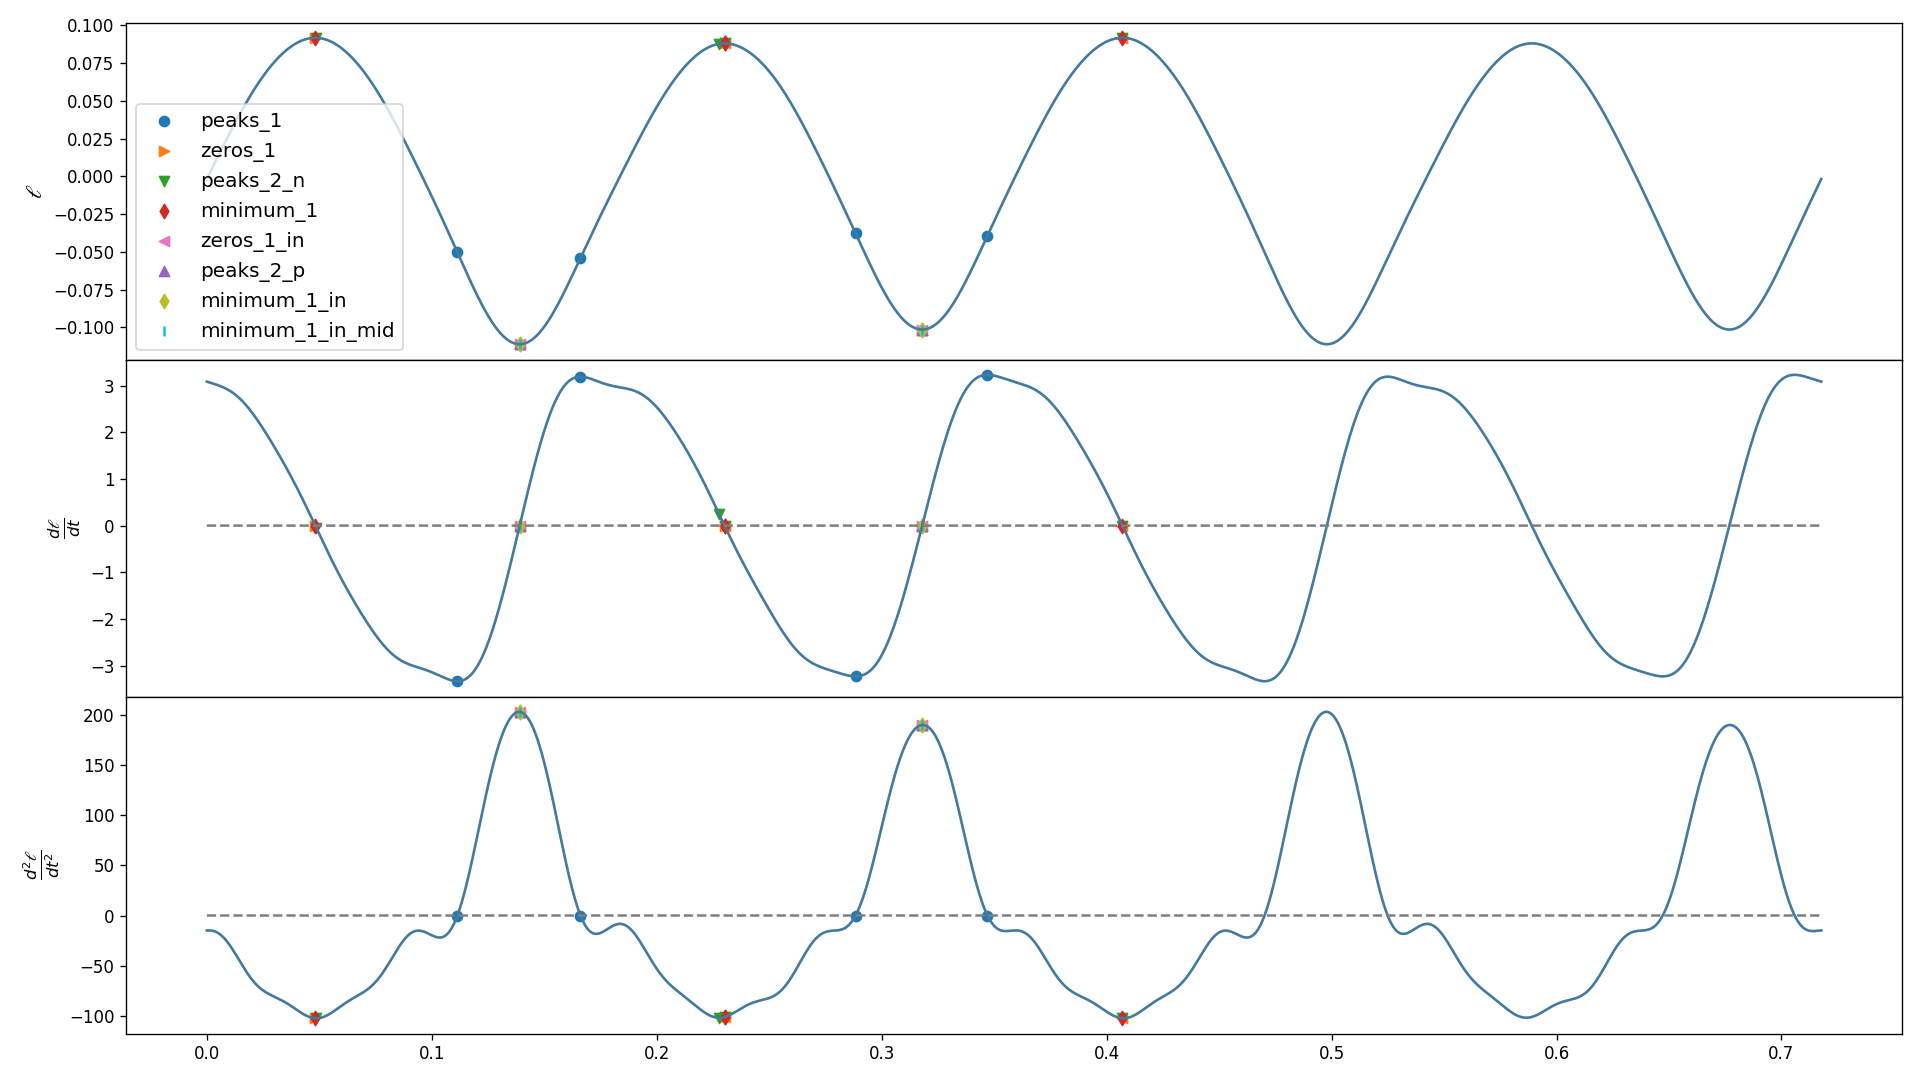 0.100
0.075
0.050
0.025
0.000
−0.025
−0.050
−0.075
−0.100
ℓ
peaks_1
zeros_1
peaks_2_n
minimum_1
zeros_1_in
peaks_2_p
minimum_1_in
minimum_1_in_mid
3
2
1
0
−1
−2
−3
dℓ
dt
200
150
100
50
0
−50
−100
d²ℓ
dt²
0.0 0.1 0.2 0.3 0.4 0.5 0.6 0.7